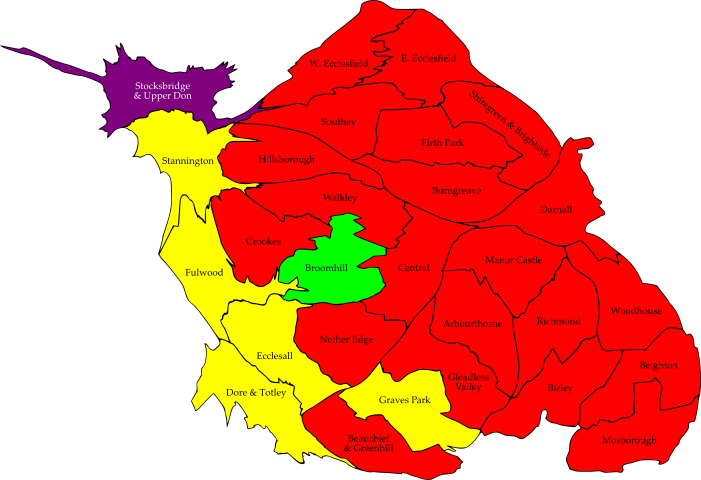 W. Ecclesfield
E. Ecclesfield
Stocksbridge
& Upper Don
Shiregreen & Brightside
Southey
Firth Park
Stannington
Hillsborough
Burngreave
Walkley
Darnall
Crookes
Fulwood
Broomhill
Central
Manor Castle
Woodhouse
Arbourthorne
Richmond
Nether Edge
Ecclesall
Beighton
Gleadless
Valley
Birley
Dore & Totley
Graves Park
Beauchief
& Greenhill
Mosborough